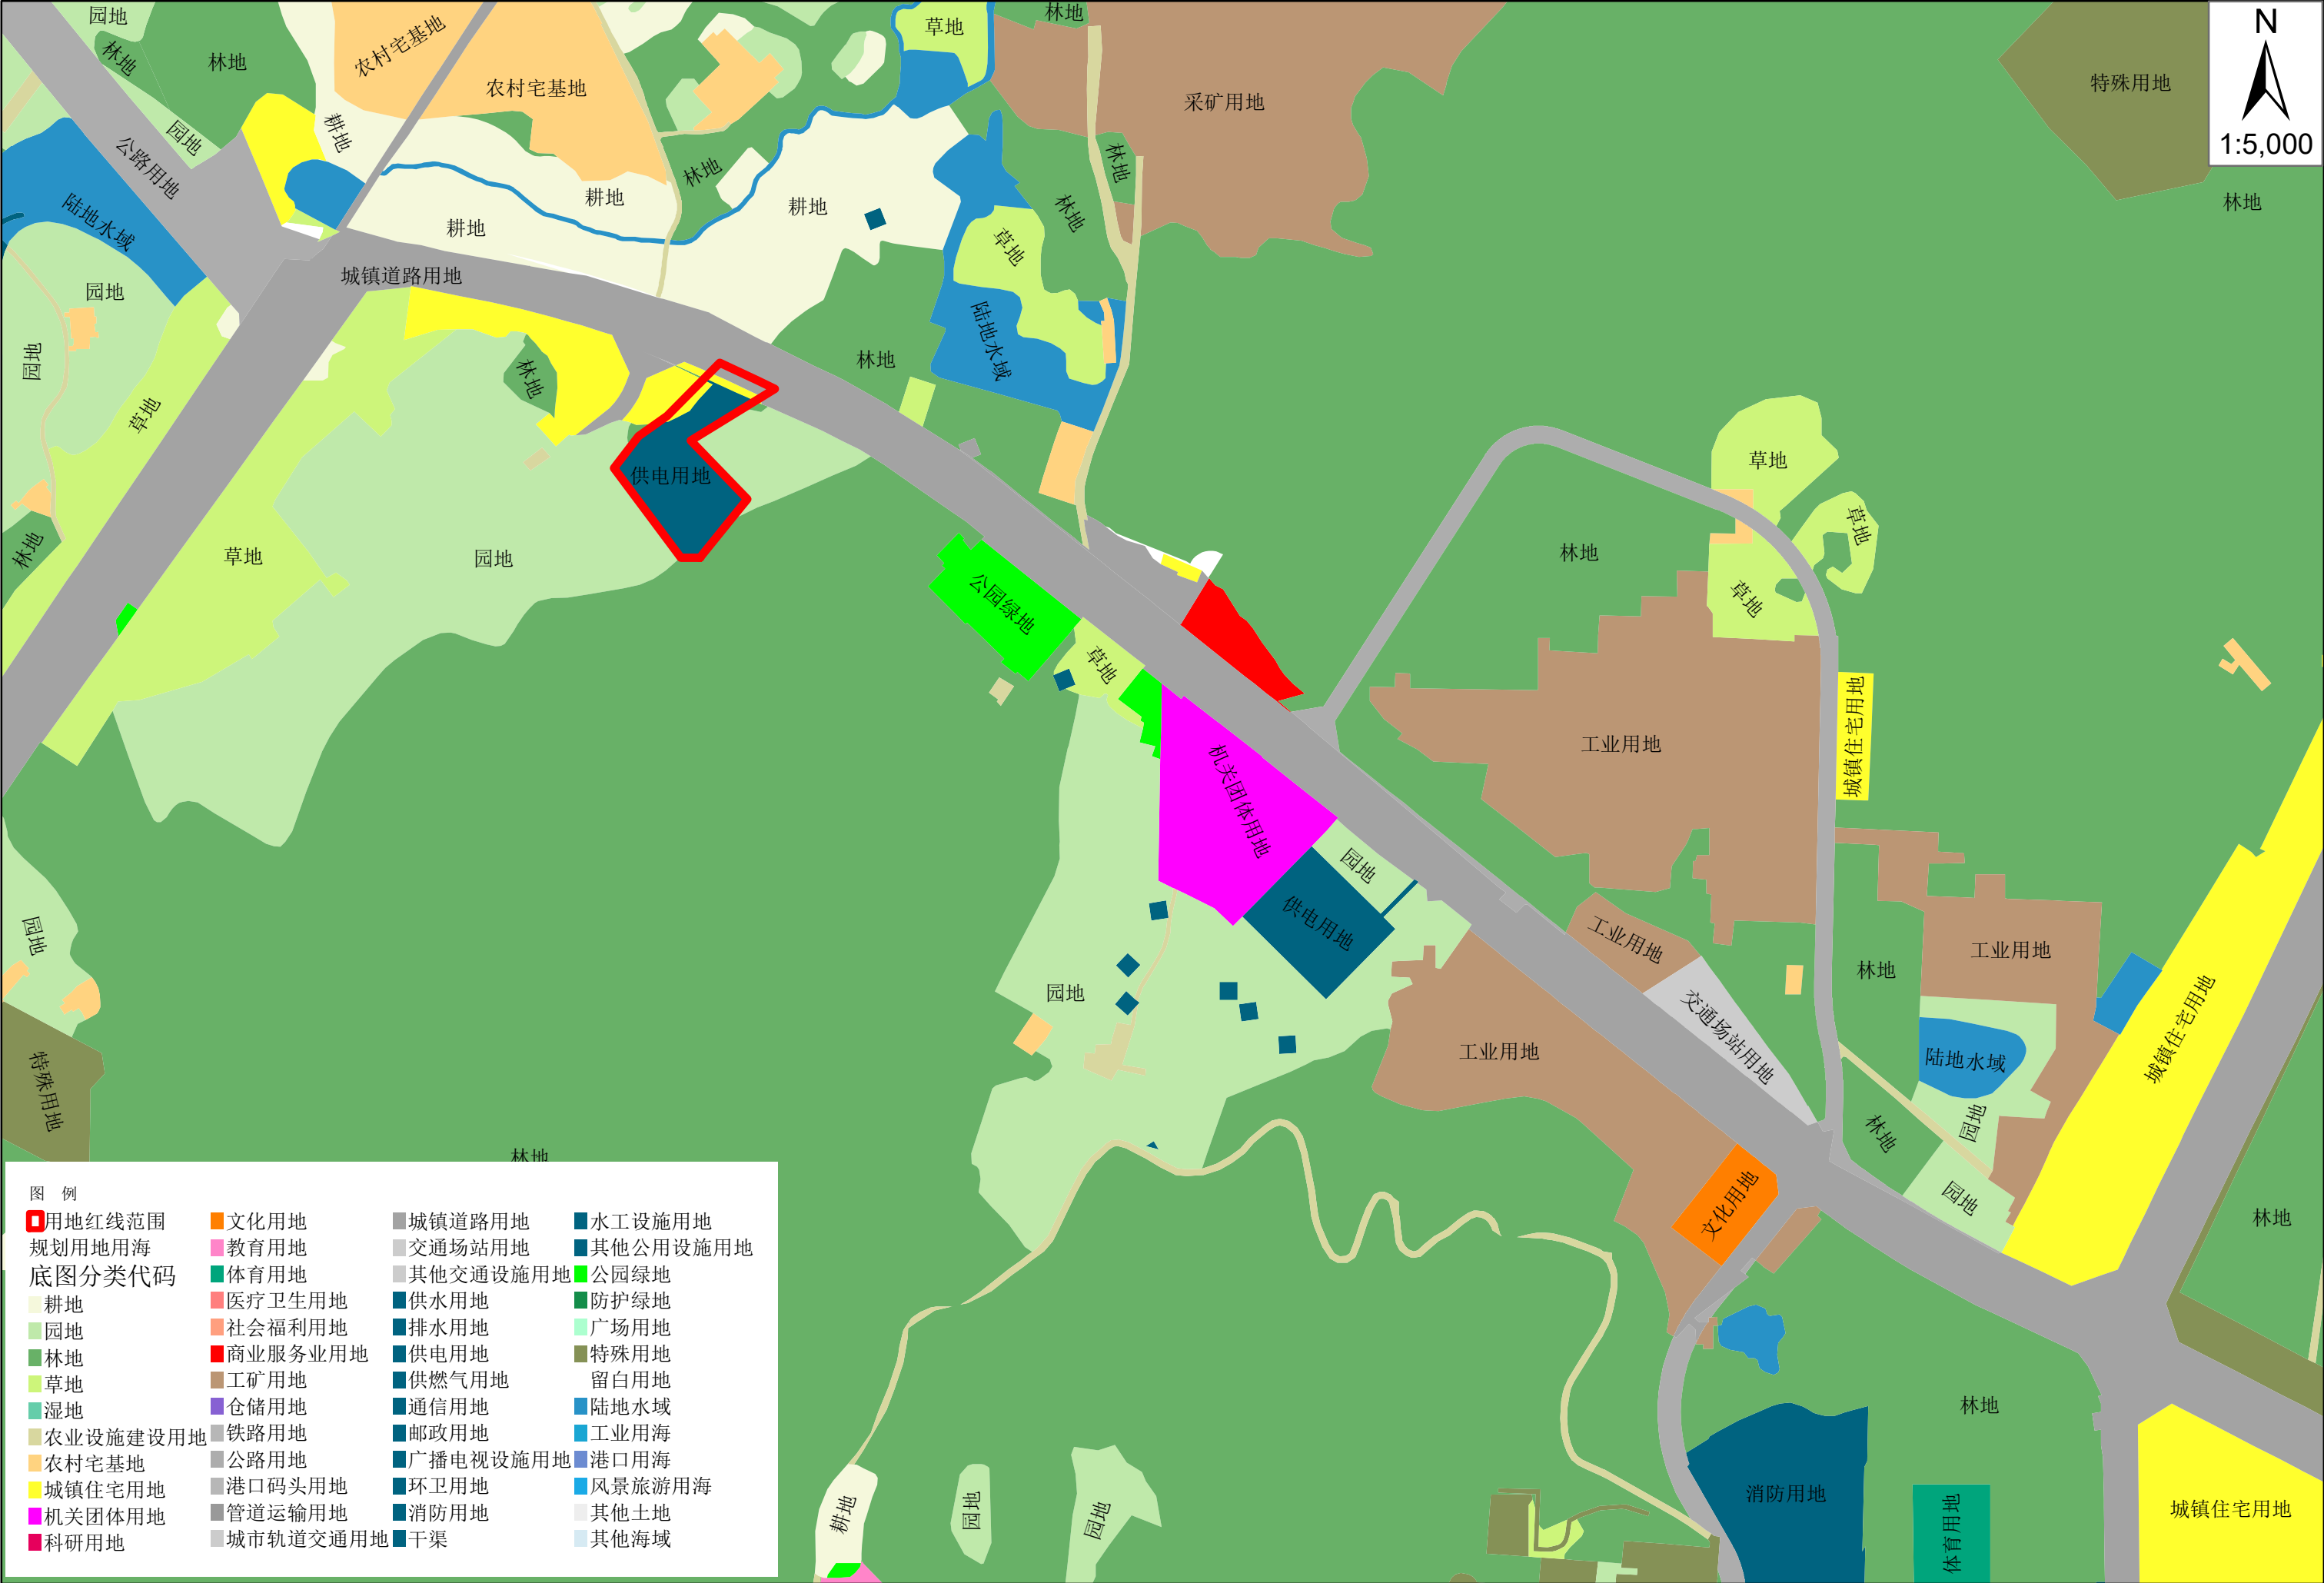 园地
林地
草地
N
林地
农村宅基地
林地
农村宅基地
采矿用地
特殊用地
1:5,000
园地
耕地
公路用地
林地
林地
耕地
耕地
林地
林地
陆地水域
耕地
草地
城镇道路用地
园地
陆地水域
园地
林地
林地
草地
供电用地
草地
林地
草地
林地
草地
园地
公园绿地
草地
草地
城镇住宅用地
工业用地
机关团体用地
园地
供电用地
园地
工业用地
工业用地
林地
园地
交通场站用地
城镇住宅用地
工业用地
陆地水域
特殊用地
园地
林地
林地
园地
文化用地
林地
林地
耕地
园地
园地
消防用地
体育用地
城镇住宅用地
图 例
用地红线范围
规划用地用海
底图分类代码
耕地
园地
林地
草地
湿地
农业设施建设用地
农村宅基地
城镇住宅用地
机关团体用地
科研用地
文化用地
教育用地
体育用地
医疗卫生用地
社会福利用地
商业服务业用地
工矿用地
仓储用地
铁路用地
公路用地
港口码头用地
管道运输用地
城市轨道交通用地
城镇道路用地
交通场站用地
其他交通设施用地
供水用地
排水用地
供电用地
供燃气用地
通信用地
邮政用地
广播电视设施用地
环卫用地
消防用地
干渠
水工设施用地
其他公用设施用地
公园绿地
防护绿地
广场用地
特殊用地
留白用地
陆地水域
工业用海
港口用海
风景旅游用海
其他土地
其他海域